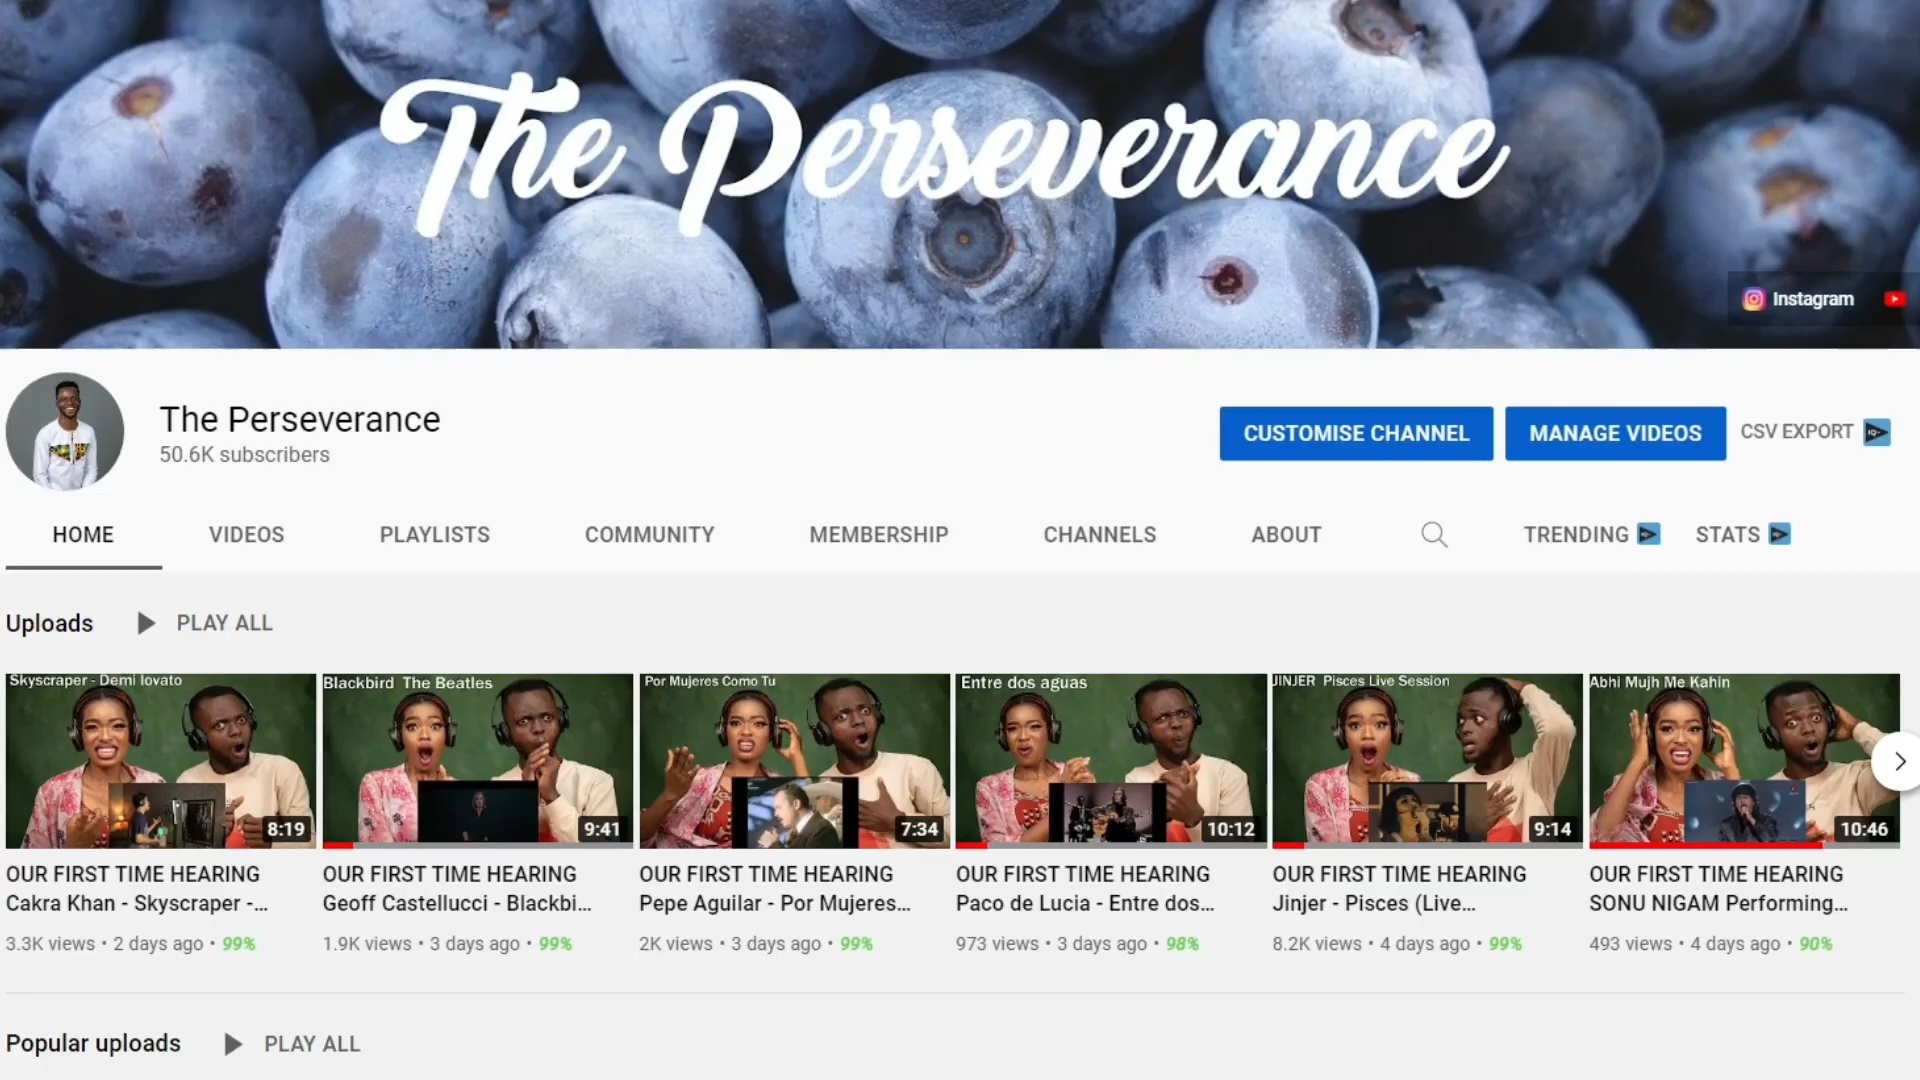 The Perseverance
Instagram
The Perseverance
50.6K subscribers
CUSTOMISE CHANNEL
MANAGE VIDEOS
CSV EXPORT
HOME
VIDEOS
PLAYLISTS
COMMUNITY
MEMBERSHIP
CHANNELS
ABOUT
TRENDING
STATS
Uploads
PLAY ALL
Skyscraper - Demi lovato
8:19
OUR FIRST TIME HEARING
Cakra Khan - Skyscraper -...
3.3K views • 2 days ago • 99%
Blackbird The Beatles
9:41
OUR FIRST TIME HEARING
Geoff Castellucci - Blackbi...
1.9K views • 3 days ago • 99%
Por Mujeres Como Tu
7:34
OUR FIRST TIME HEARING
Pepe Aguilar - Por Mujeres...
2K views • 3 days ago • 99%
Entre dos aguas
10:12
OUR FIRST TIME HEARING
Paco de Lucia - Entre dos...
973 views • 3 days ago • 98%
JINJER Pisces Live Session
9:14
OUR FIRST TIME HEARING
Jinjer - Pisces (Live...
8.2K views • 4 days ago • 99%
Abhi Mujh Me Kahin
10:46
OUR FIRST TIME HEARING
SONU NIGAM Performing...
493 views • 4 days ago • 90%
Popular uploads
PLAY ALL